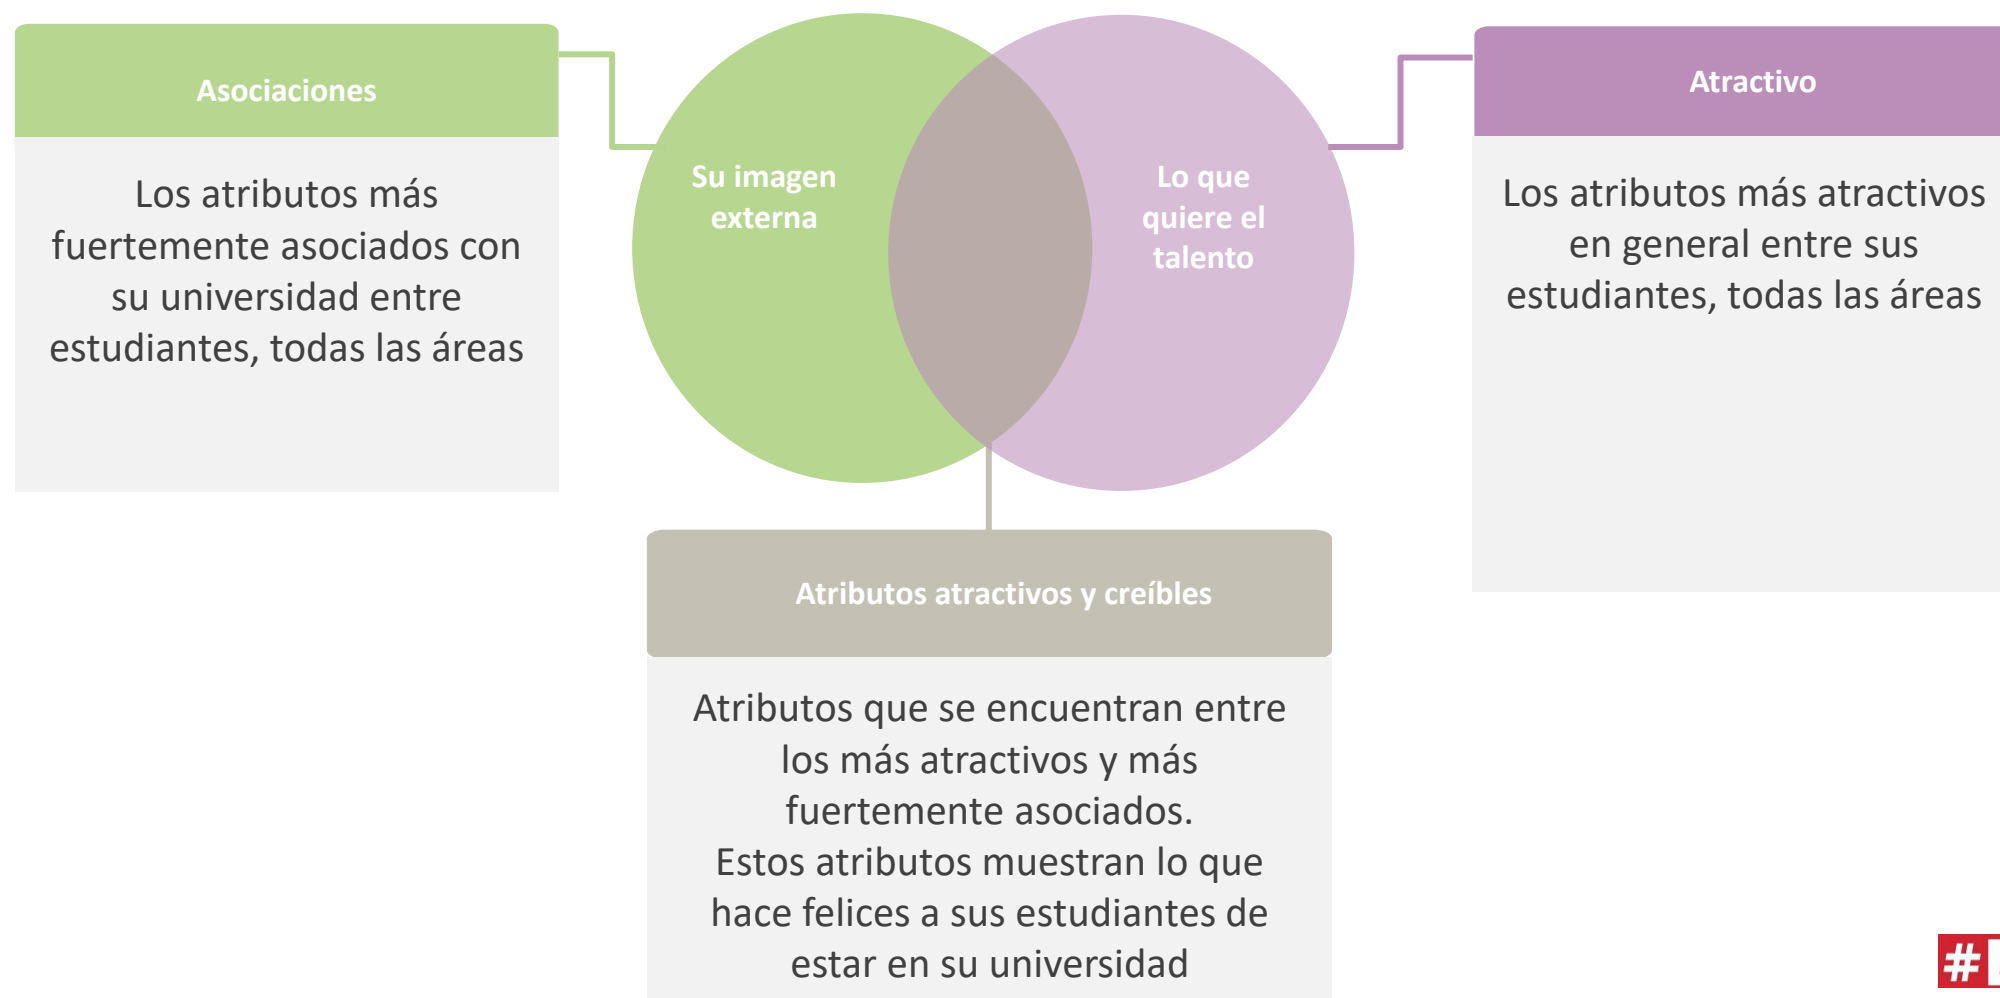 Asociaciones
Los atributos más
fuertemente asociados con
su universidad entre
estudiantes, todas las áreas
Su imagen
externa
Lo que
quiere el
talento
Atractivo
Los atributos más atractivos
en general entre sus
estudiantes, todas las áreas
Atributos atractivos y creíbles
Atributos que se encuentran entre
los más atractivos y más
fuertemente asociados.
Estos atributos muestran lo que
hace felices a sus estudiantes de
estar en su universidad
#